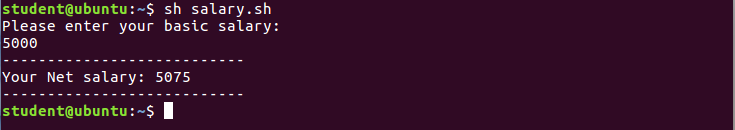 student@ubuntu:~$ sh salary.sh
Please enter your basic salary:
5000
---------------------------
Your Net salary: 5075
---------------------------
student@ubuntu:~$